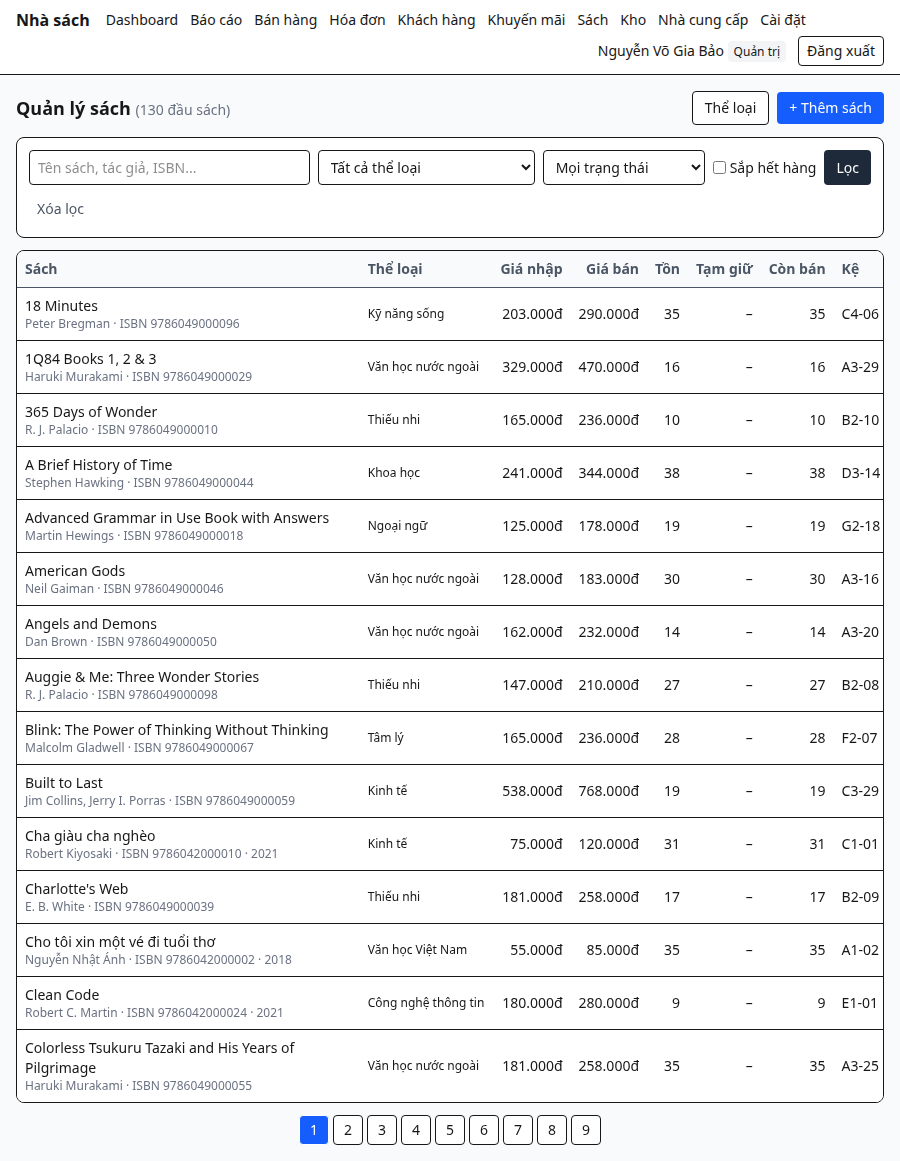 Nhà sách Dashboard Báo cáo Bán hàng Hóa đơn Khách hàng Khuyến mãi Sách Kho Nhà cung cấp Cài đặt
Nguyễn Võ Gia Bảo Quản trị Đăng xuất
Quản lý sách (130 đầu sách) Thể loại + Thêm sách
Tên sách, tác giả, ISBN... Tất cả thể loại Mọi trạng thái Sắp hết hàng Lọc
Xóa lọc
Sách Thể loại Giá nhập Giá bán Tồn Tạm giữ Còn bán Kệ
18 Minutes
Peter Bregman · ISBN 9786049000096
Kỹ năng sống 203.000đ 290.000đ 35 – 35 C4-06
1Q84 Books 1, 2 & 3
Haruki Murakami · ISBN 9786049000029
Văn học nước ngoài 329.000đ 470.000đ 16 – 16 A3-29
365 Days of Wonder
R. J. Palacio · ISBN 9786049000010
Thiếu nhi 165.000đ 236.000đ 10 – 10 B2-10
A Brief History of Time
Stephen Hawking · ISBN 9786049000044
Khoa học 241.000đ 344.000đ 38 – 38 D3-14
Advanced Grammar in Use Book with Answers
Martin Hewings · ISBN 9786049000018
Ngoại ngữ 125.000đ 178.000đ 19 – 19 G2-18
American Gods
Neil Gaiman · ISBN 9786049000046
Văn học nước ngoài 128.000đ 183.000đ 30 – 30 A3-16
Angels and Demons
Dan Brown · ISBN 9786049000050
Văn học nước ngoài 162.000đ 232.000đ 14 – 14 A3-20
Auggie & Me: Three Wonder Stories
R. J. Palacio · ISBN 9786049000098
Thiếu nhi 147.000đ 210.000đ 27 – 27 B2-08
Blink: The Power of Thinking Without Thinking
Malcolm Gladwell · ISBN 9786049000067
Tâm lý 165.000đ 236.000đ 28 – 28 F2-07
Built to Last
Jim Collins, Jerry I. Porras · ISBN 9786049000059
Kinh tế 538.000đ 768.000đ 19 – 19 C3-29
Cha giàu cha nghèo
Robert Kiyosaki · ISBN 9786042000010 · 2021
Kinh tế 75.000đ 120.000đ 31 – 31 C1-01
Charlotte's Web
E. B. White · ISBN 9786049000039
Thiếu nhi 181.000đ 258.000đ 17 – 17 B2-09
Cho tôi xin một vé đi tuổi thơ
Nguyễn Nhật Ánh · ISBN 9786042000002 · 2018
Văn học Việt Nam 55.000đ 85.000đ 35 – 35 A1-02
Clean Code
Robert C. Martin · ISBN 9786042000024 · 2021
Công nghệ thông tin 180.000đ 280.000đ 9 – 9 E1-01
Colorless Tsukuru Tazaki and His Years of
Pilgrimage
Haruki Murakami · ISBN 9786049000055
Văn học nước ngoài 181.000đ 258.000đ 35 – 35 A3-25
1 2 3 4 5 6 7 8 9